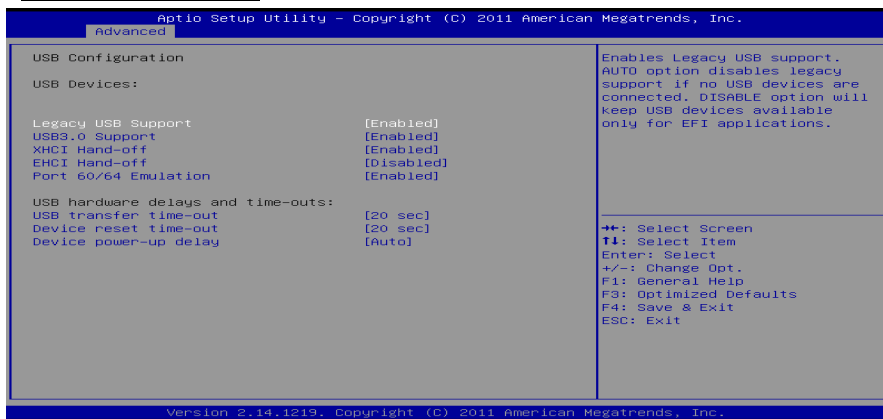 Aptio Setup Utility – Copyright (C) 2011 American Megatrends, Inc.
Advanced
USB Configuration
USB Devices:
Legacy USB Support [Enabled]
USB3.0 Support [Enabled]
XHCI Hand-off [Enabled]
EHCI Hand-off [Disabled]
Port 60/64 Emulation [Enabled]
USB hardware delays and time-outs:
USB transfer time-out [20 sec]
Device reset time-out [20 sec]
Device power-up delay [Auto]
Enables Legacy USB support.
AUTO option disables legacy
support if no USB devices are
connected. DISABLE option will
keep USB devices available
only for EFI applications.
→←: Select Screen
↑↓: Select Item
Enter: Select
+/-: Change Opt.
F1: General Help
F3: Optimized Defaults
F4: Save & Exit
ESC: Exit
Version 2.14.1219. Copyright (C) 2011 American Megatrends, Inc.